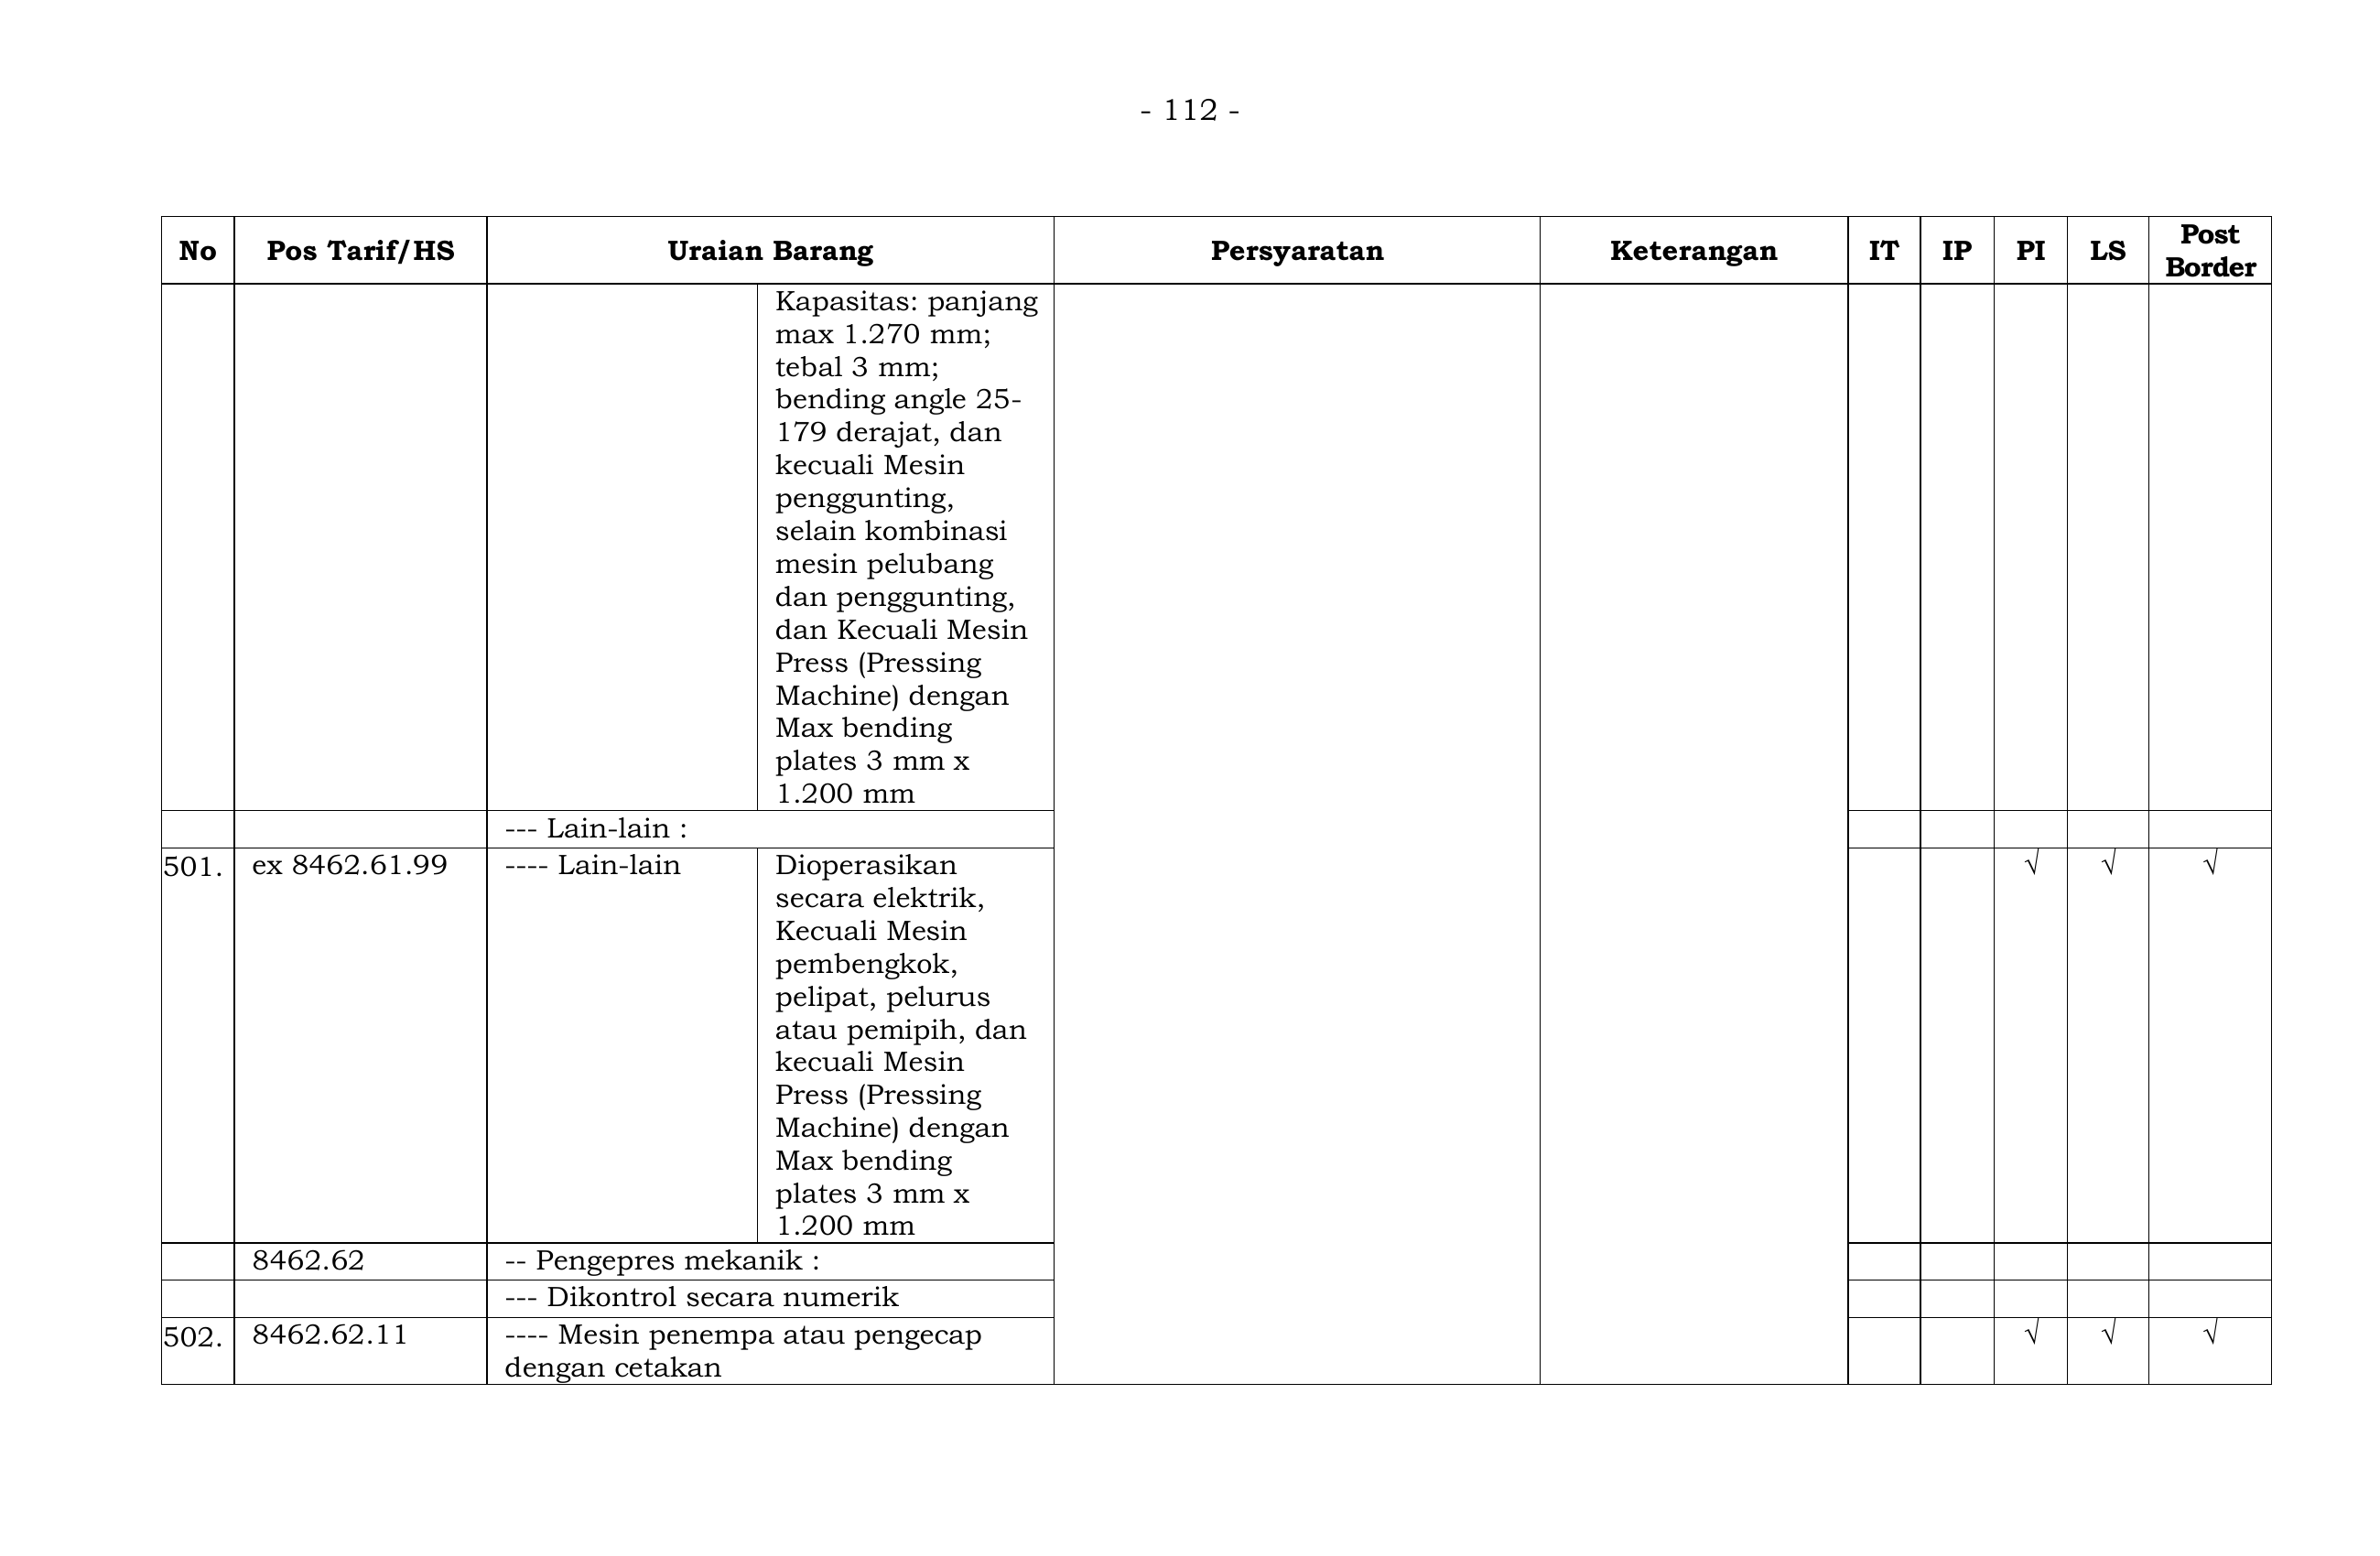 - 112 -
No Pos Tarif/HS Uraian Barang Persyaratan Keterangan IT IP PI LS Post Border
Kapasitas: panjang
max 1.270 mm;
tebal 3 mm;
bending angle 25-
179 derajat, dan
kecuali Mesin
penggunting,
selain kombinasi
mesin pelubang
dan penggunting,
dan Kecuali Mesin
Press (Pressing
Machine) dengan
Max bending
plates 3 mm x
1.200 mm
--- Lain-lain :
501. ex 8462.61.99 ---- Lain-lain Dioperasikan √ √ √
secara elektrik,
Kecuali Mesin
pembengkok,
pelipat, pelurus
atau pemipih, dan
kecuali Mesin
Press (Pressing
Machine) dengan
Max bending
plates 3 mm x
1.200 mm
8462.62 -- Pengepres mekanik :
--- Dikontrol secara numerik
502. 8462.62.11 ---- Mesin penempa atau pengecap √ √ √
dengan cetakan